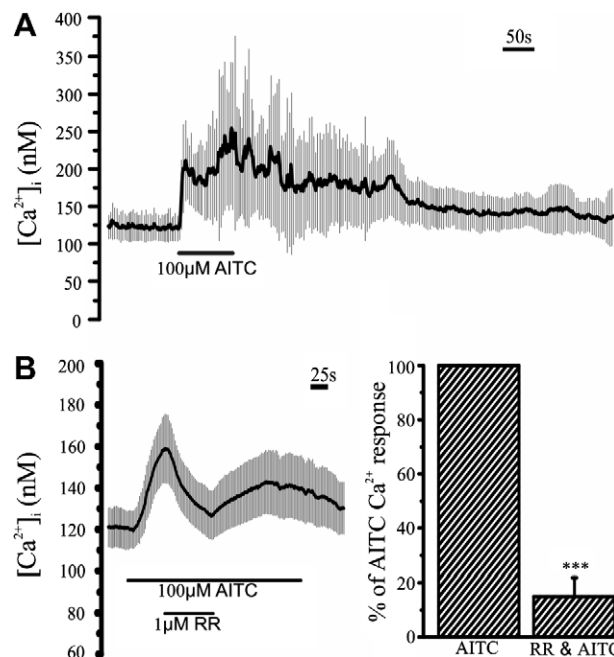 A
50s
400
350
300
250
200
150
100
50
0
[Ca²⁺]ᵢ (nM)
100µM AITC
B
25s
200
180
160
140
120
100
80
60
[Ca²⁺]ᵢ (nM)
100µM AITC
1µM RR
100
80
60
40
20
0
% of AITC Ca²⁺ response
***
AITC
RR & AITC